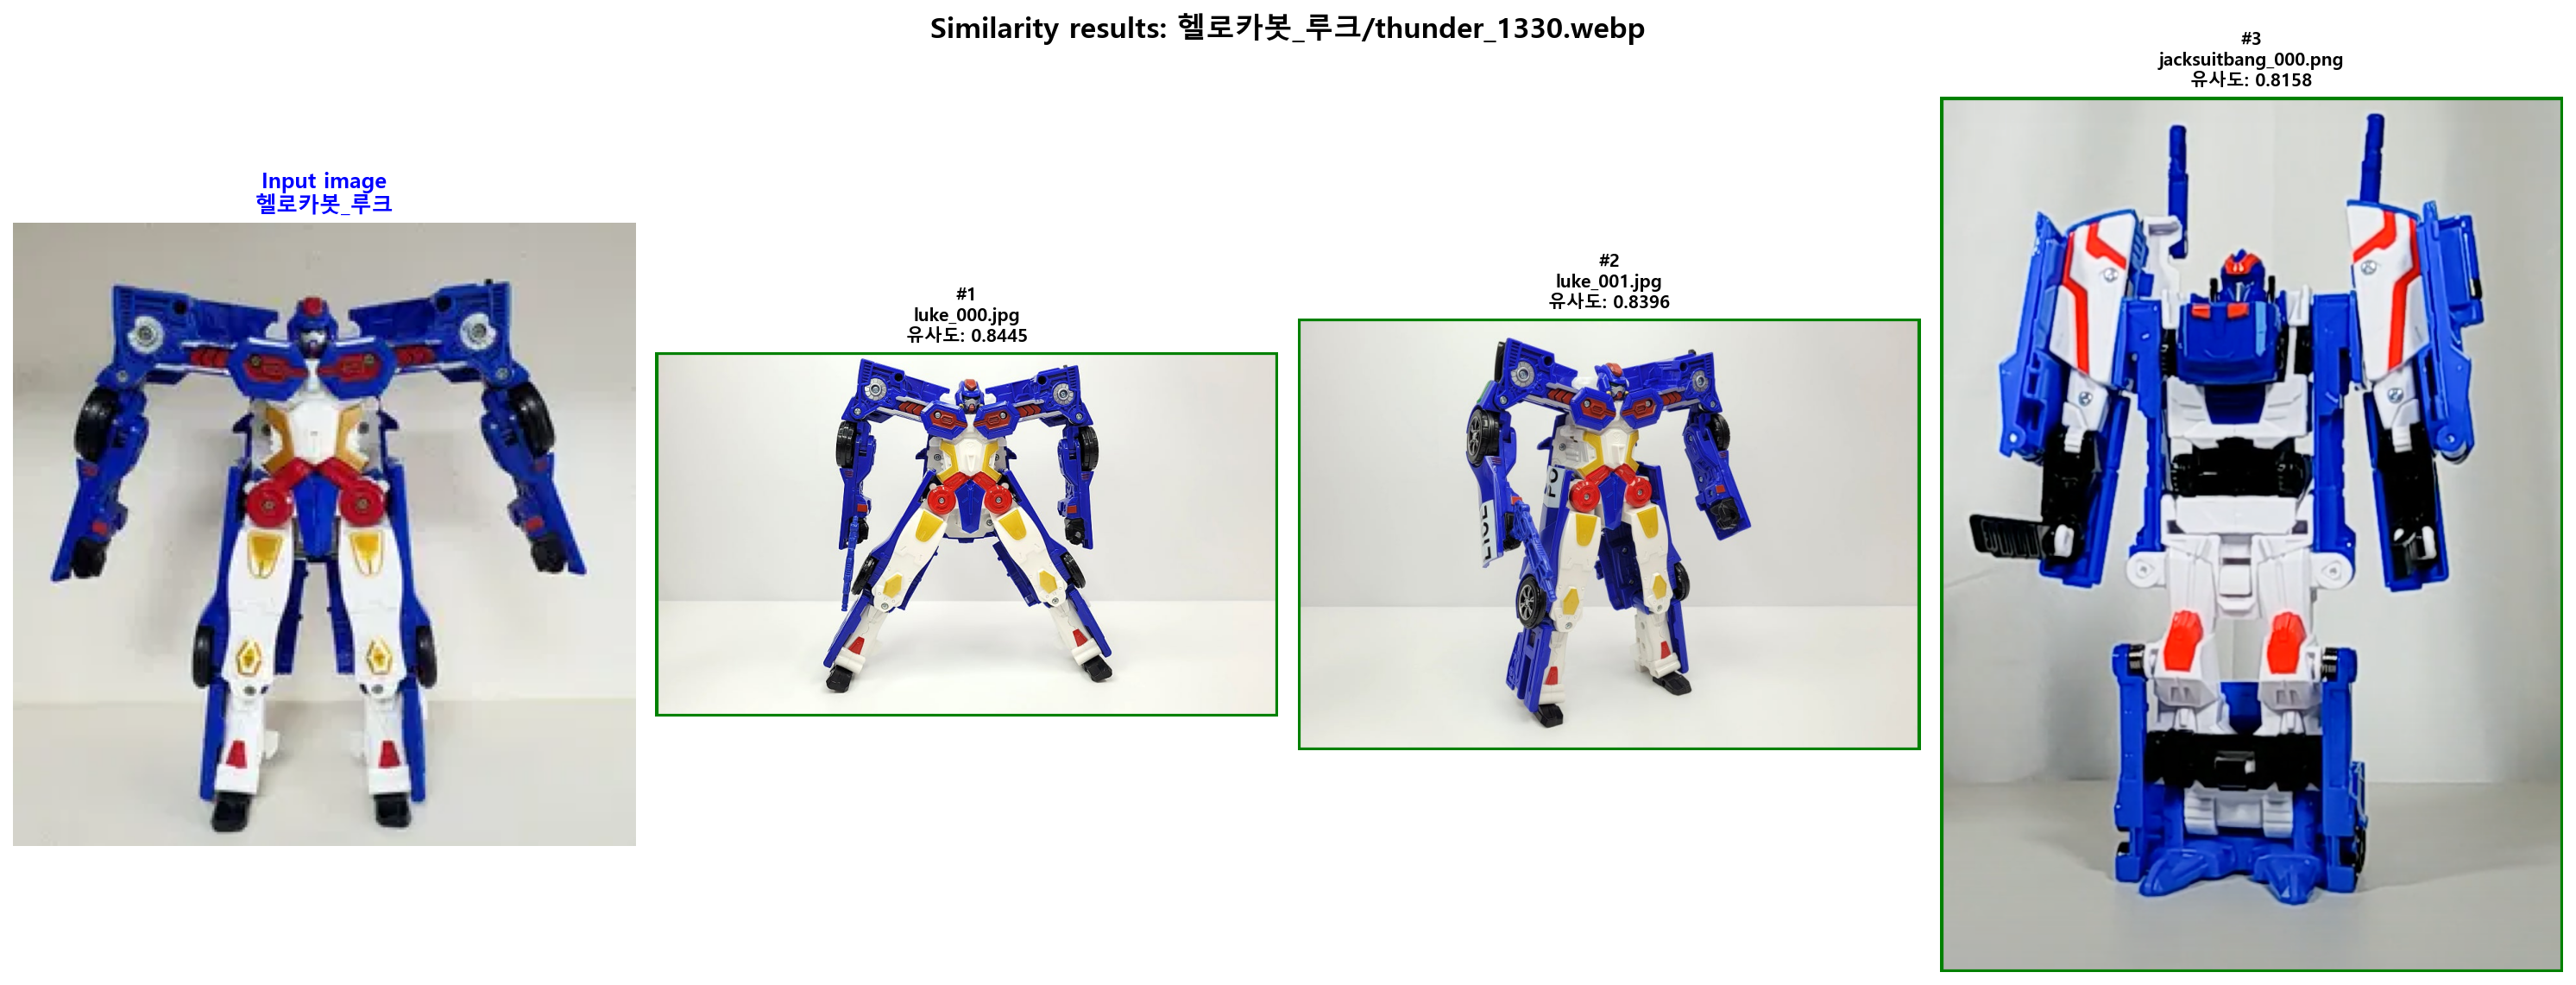 Similarity results: 헬로카봇_루크/thunder_1330.webp
Input image
헬로카봇_루크
#1
luke_000.jpg
유사도: 0.8445
#2
luke_001.jpg
유사도: 0.8396
#3
jacksuitbang_000.png
유사도: 0.8158